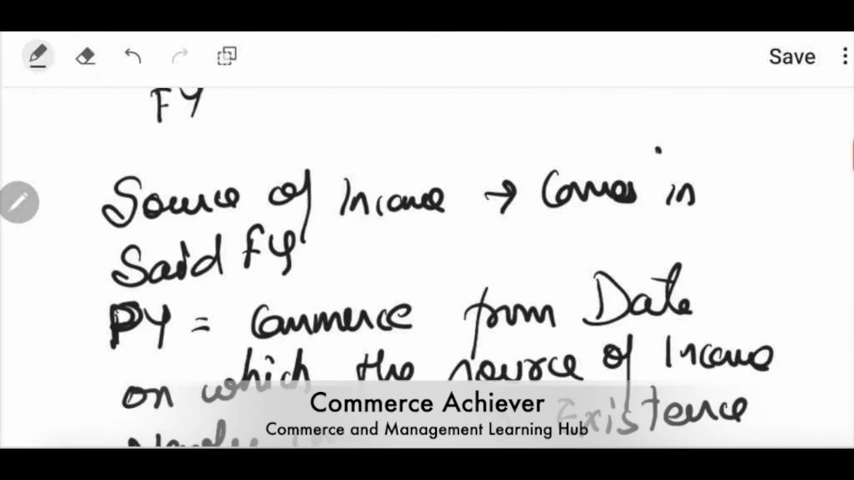 Save
FY
Source of Income → Comes in
Said FY
PY = Commerce from Date
on which the source of Income
Existence
Commerce Achiever
Commerce and Management Learning Hub